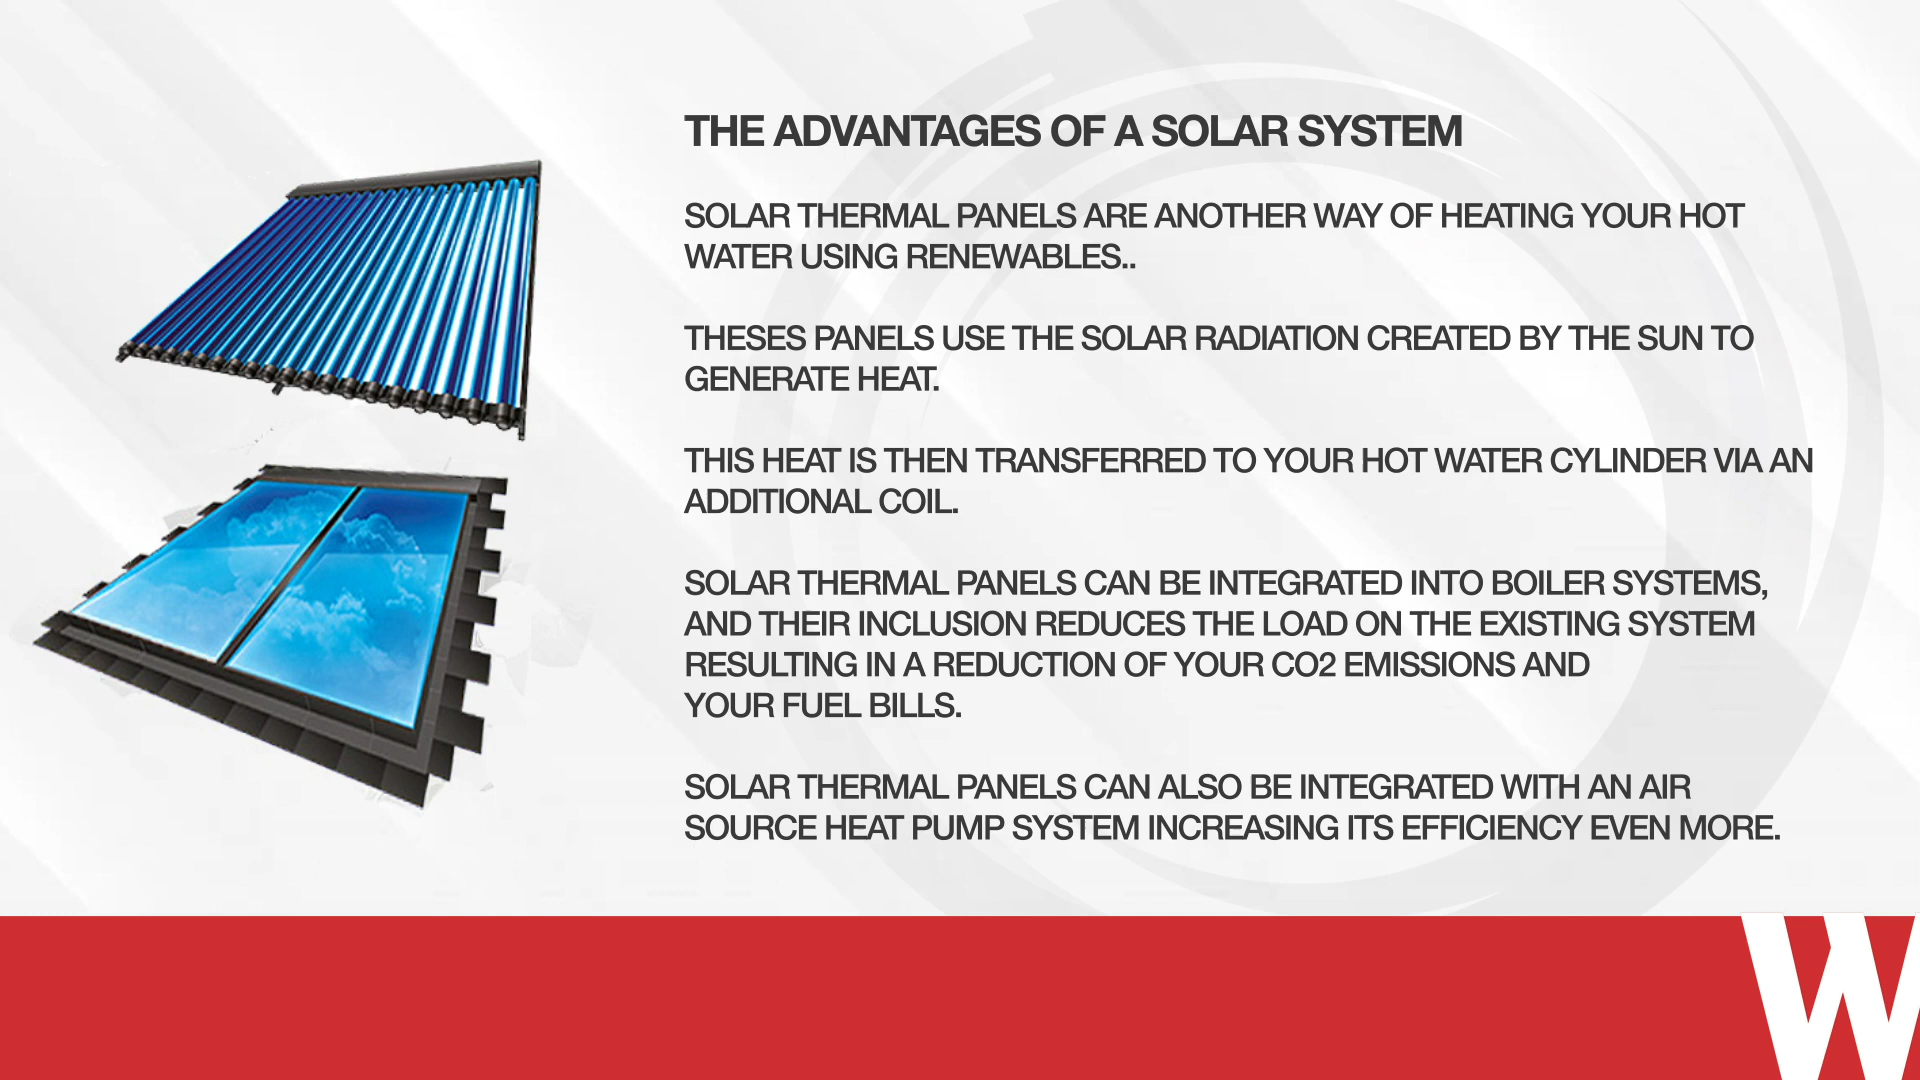 THE ADVANTAGES OF A SOLAR SYSTEM
SOLAR THERMAL PANELS ARE ANOTHER WAY OF HEATING YOUR HOT
WATER USING RENEWABLES..
THESES PANELS USE THE SOLAR RADIATION CREATED BY THE SUN TO
GENERATE HEAT.
THIS HEAT IS THEN TRANSFERRED TO YOUR HOT WATER CYLINDER VIA AN
ADDITIONAL COIL.
SOLAR THERMAL PANELS CAN BE INTEGRATED INTO BOILER SYSTEMS,
AND THEIR INCLUSION REDUCES THE LOAD ON THE EXISTING SYSTEM
RESULTING IN A REDUCTION OF YOUR CO2 EMISSIONS AND
YOUR FUEL BILLS.
SOLAR THERMAL PANELS CAN ALSO BE INTEGRATED WITH AN AIR
SOURCE HEAT PUMP SYSTEM INCREASING ITS EFFICIENCY EVEN MORE.
W